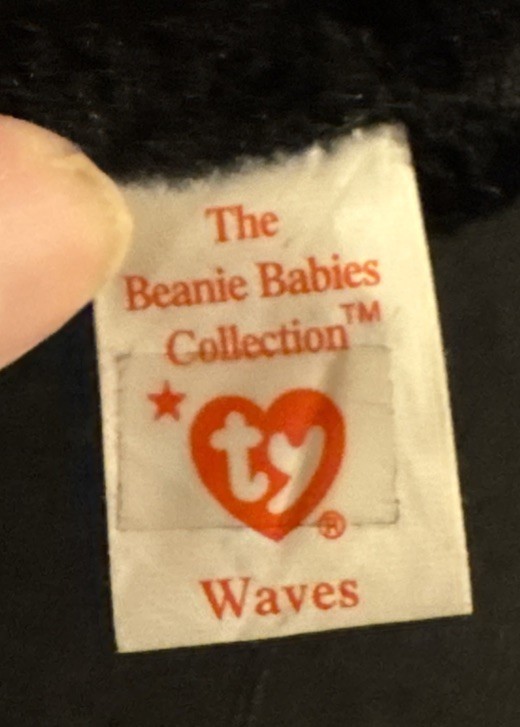 The
Beanie Babies
Collection™
ty®
Waves